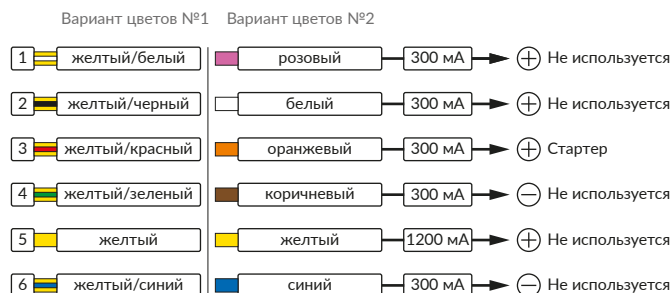 Вариант цветов №1 Вариант цветов №2
1 желтый/белый розовый 300 мА + Не используется
2 желтый/черный белый 300 мА + Не используется
3 желтый/красный оранжевый 300 мА + Стартер
4 желтый/зеленый коричневый 300 мА − Не используется
5 желтый желтый 1200 мА + Не используется
6 желтый/синий синий 300 мА − Не используется